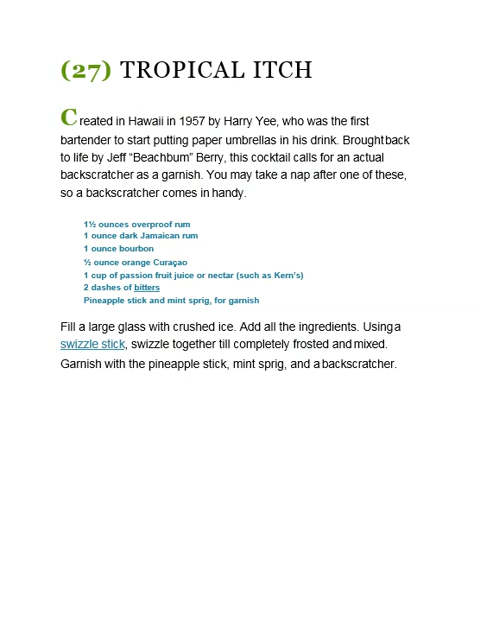 (27) TROPICAL ITCH
Created in Hawaii in 1957 by Harry Yee, who was the first
bartender to start putting paper umbrellas in his drink. Brought back
to life by Jeff “Beachbum” Berry, this cocktail calls for an actual
backscratcher as a garnish. You may take a nap after one of these,
so a backscratcher comes in handy.
1½ ounces overproof rum
1 ounce dark Jamaican rum
1 ounce bourbon
½ ounce orange Curaçao
1 cup of passion fruit juice or nectar (such as Kern’s)
2 dashes of bitters
Pineapple stick and mint sprig, for garnish
Fill a large glass with crushed ice. Add all the ingredients. Using a
swizzle stick, swizzle together till completely frosted and mixed.
Garnish with the pineapple stick, mint sprig, and a backscratcher.